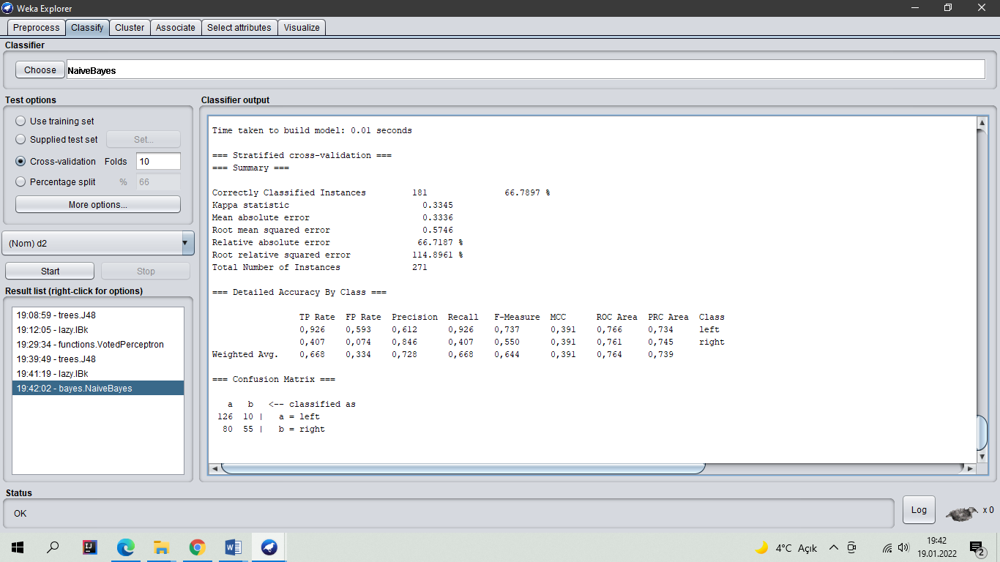 Weka Explorer
Preprocess Classify Cluster Associate Select attributes Visualize
Classifier
Choose NaiveBayes
Test options
Use training set
Supplied test set Set...
Cross-validation Folds 10
Percentage split % 66
More options...
(Nom) d2
Start Stop
Result list (right-click for options)
19:08:59 - trees.J48
19:12:05 - lazy.IBk
19:29:34 - functions.VotedPerceptron
19:39:49 - trees.J48
19:41:19 - lazy.IBk
19:42:02 - bayes.NaiveBayes
Classifier output
Time taken to build model: 0.01 seconds
=== Stratified cross-validation ===
=== Summary ===
Correctly Classified Instances 181 66.7897 %
Kappa statistic 0.3345
Mean absolute error 0.3336
Root mean squared error 0.5746
Relative absolute error 66.7187 %
Root relative squared error 114.8961 %
Total Number of Instances 271
=== Detailed Accuracy By Class ===
TP Rate FP Rate Precision Recall F-Measure MCC ROC Area PRC Area Class
0,926 0,593 0,612 0,926 0,737 0,391 0,766 0,734 left
0,407 0,074 0,846 0,407 0,550 0,391 0,761 0,745 right
Weighted Avg. 0,668 0,334 0,728 0,668 0,644 0,391 0,764 0,739
=== Confusion Matrix ===
a b <-- classified as
126 10 | a = left
80 55 | b = right
Status
OK
Log x 0
4°C Açık
19:42
19.01.2022
2